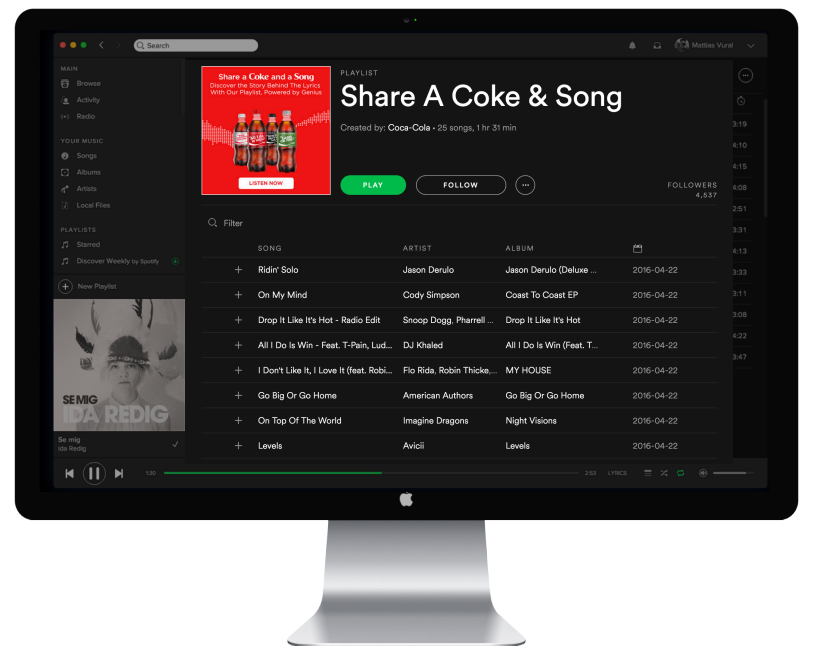 Search
Mattias Vural
MAIN
Browse
Activity
Radio
YOUR MUSIC
Songs
Albums
Artists
Local Files
PLAYLISTS
Starred
Discover Weekly by Spotify
New Playlist
SE MIG
IDA REDIG
Se mig
Ida Redig
Share a Coke and a Song
Discover the Story Behind The Lyrics
With Our Playlist, Powered by Genius
LISTEN NOW
PLAYLIST
Share A Coke & Song
Created by: Coca-Cola • 25 songs, 1 hr 31 min
PLAY FOLLOW ...
FOLLOWERS
4,537
Filter
SONG ARTIST ALBUM
Ridin' Solo Jason Derulo Jason Derulo (Deluxe ... 2016-04-22
On My Mind Cody Simpson Coast To Coast EP 2016-04-22
Drop It Like It's Hot - Radio Edit Snoop Dogg, Pharrell ... Drop It Like It's Hot 2016-04-22
All I Do Is Win - Feat. T-Pain, Lud... DJ Khaled All I Do Is Win (Feat. T... 2016-04-22
I Don't Like It, I Love It (feat. Robi... Flo Rida, Robin Thicke,... MY HOUSE 2016-04-22
Go Big Or Go Home American Authors Go Big Or Go Home 2016-04-22
On Top Of The World Imagine Dragons Night Visions 2016-04-22
Levels Avicii Levels 2016-04-22
3:19
4:10
4:15
4:08
2:51
3:31
4:13
3:33
3:11
3:08
4:22
3:47
1:30 2:53 LYRICS